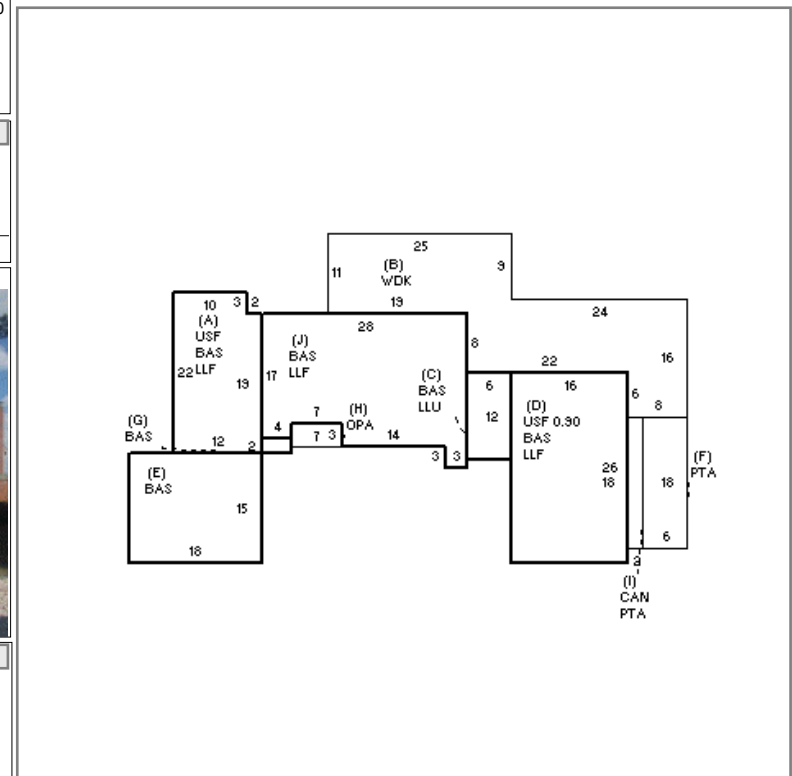 25
(B)
WDK
11
9
19
24
10
3
2
(A)
USF
BAS
LLF
22
19
28
(J)
BAS
LLF
17
8
22
16
(C)
BAS
LLU
6
12
16
(D)
USF 0.90
BAS
LLF
6
8
(G)
BAS
12
2
4
7
7
3
(H)
OPA
14
3
3
26
18
18
(F)
PTA
(E)
BAS
15
18
6
(I)
CAN
PTA